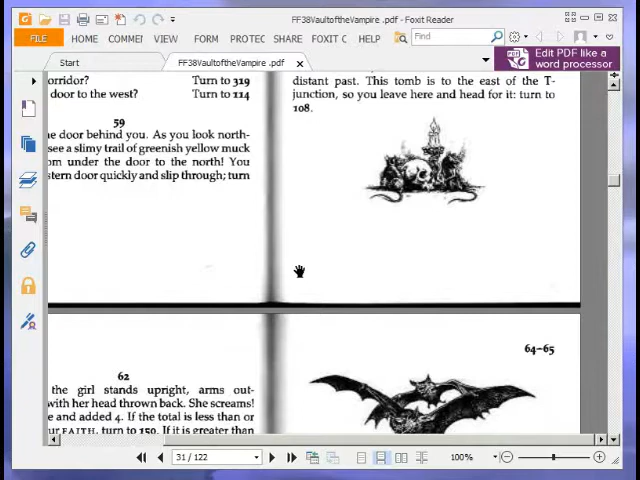 FF38VaultoftheVampire .pdf - Foxit Reader
FILE HOME COMMEI FORM PROTEC SHARE FOXIT C HELP Find
Edit PDF like a
word processor
Start FF38VaultoftheVampire .pdf
orridor? Turn to 319
door to the west? Turn to 114
59
e door behind you. As you look north-
see a slimy trail of greenish yellow muck
om under the door to the north! You
stern door quickly and slip through; turn
distant past. This tomb is to the east of the T-
junction, so you leave here and head for it: turn to
108.
62
the girl stands upright, arms out-
with her head thrown back. She screams!
e and added 4. If the total is less than or
ur FAITH, turn to 150. If it is greater than
64-65
31 / 122
100%